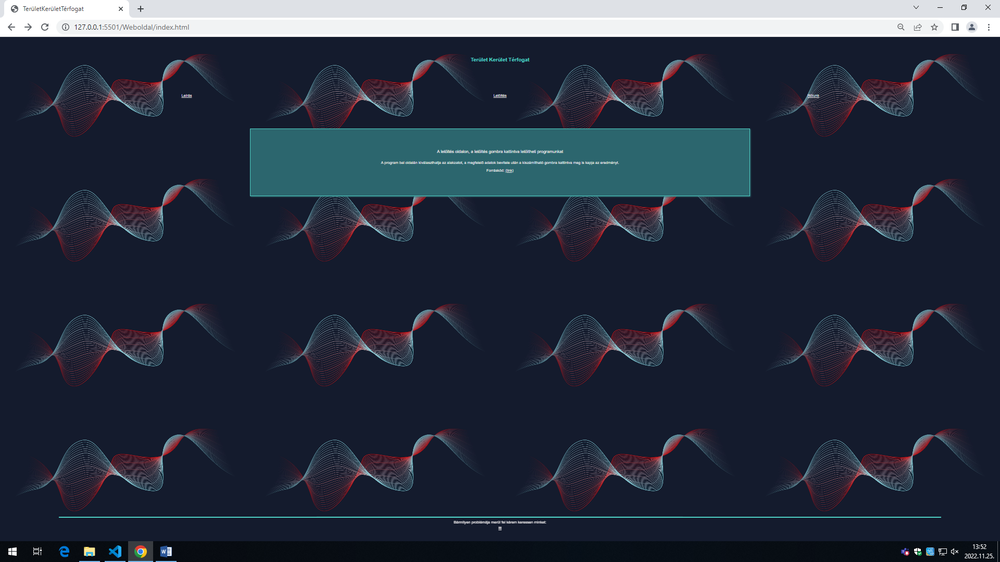 TerületKerületTérfogat
127.0.0.1:5501/Weboldal/index.html
Terület Kerület Térfogat
Leírás
Letöltés
Rólunk
A letöltés oldalon, a letöltés gombra kattintva letöltheti programunkat
A program bal oldalán kiválaszthatja az alakzatot, a megfelelő adatok bevitele után a kiszámítható gombra kattintva meg is kapja az eredményt.
Forráskód: (link)
Bármilyen problémája merül fel kérem keressen minket:
Itt
13:52
2022.11.25.